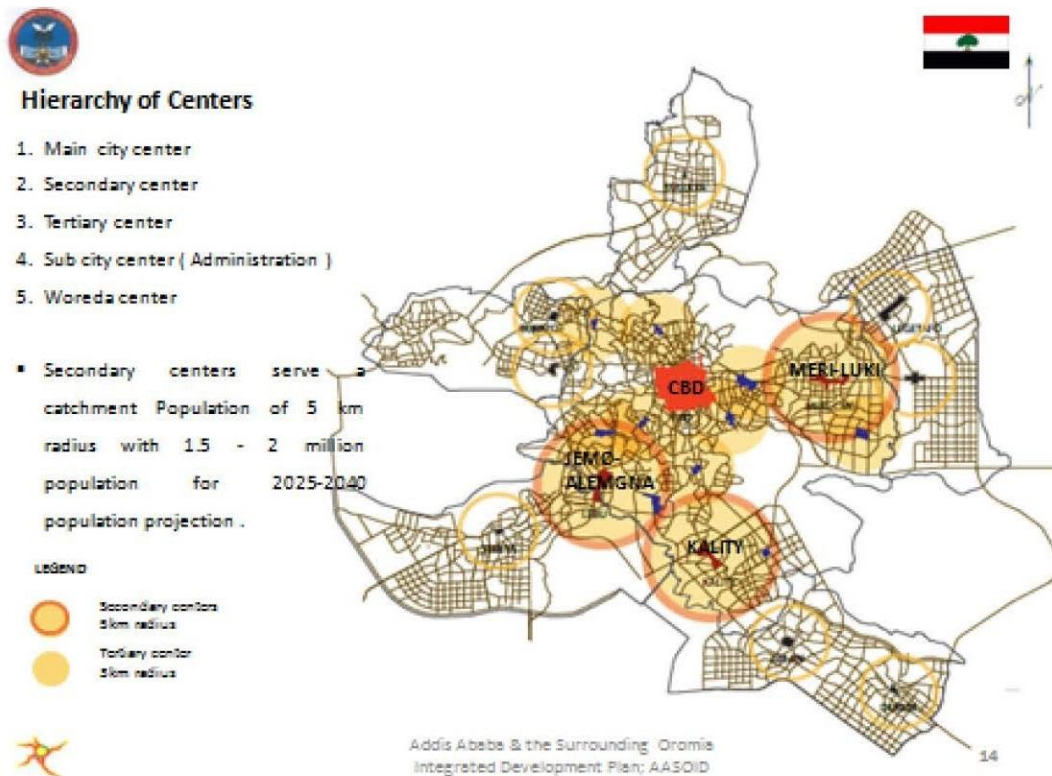 Hierarchy of Centers
1. Main city center
2. Secondary center
3. Tertiary center
4. Sub city center ( Administration )
5. Woreda center
▪ Secondary centers serve a
catchment Population of 5 km
radius with 1.5 - 2 million
population for 2025-2040
population projection .
LEGEND
Secondary centers
5km radius
Tertiary center
3km radius
CBD
MERI-LUKI
JEMO-
ALEMGNA
KALITY
Addis Ababa & the Surrounding Oromia
Integrated Development Plan; AASOID
14